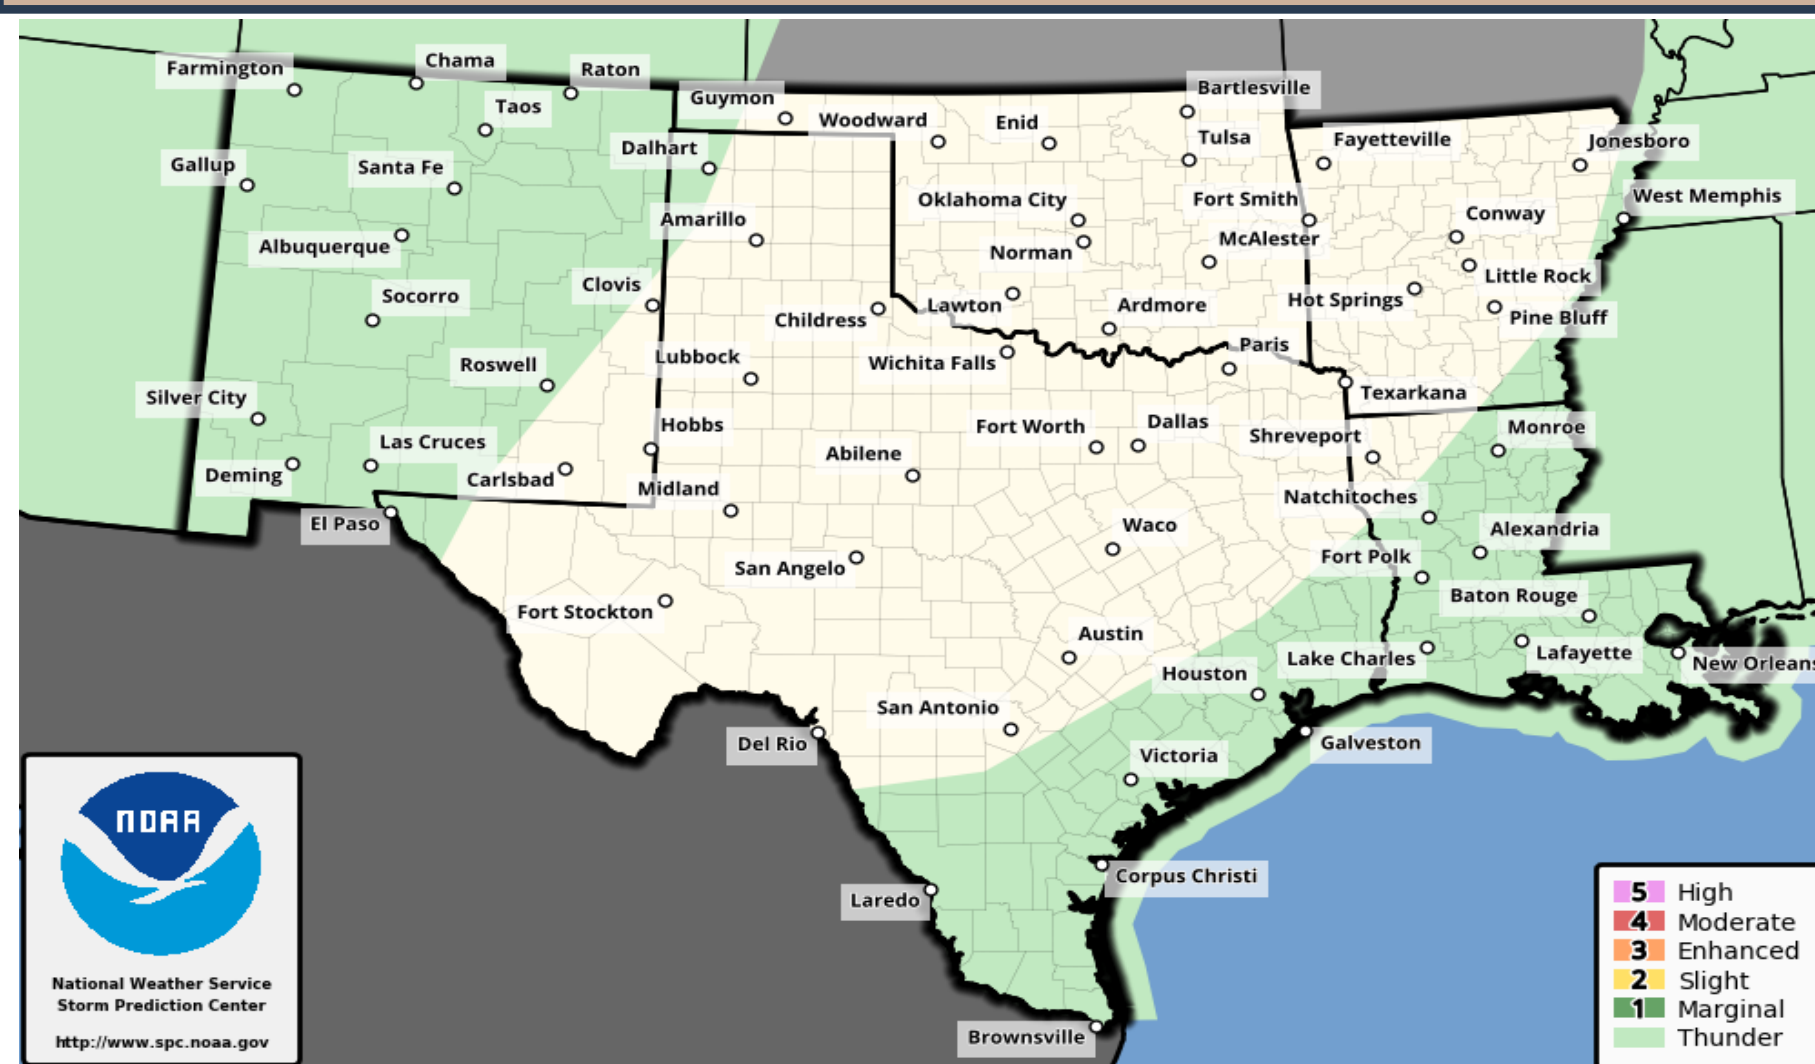 Farmington
Chama
Raton
Taos
Guymon
Woodward
Enid
Bartlesville
Tulsa
Fayetteville
Jonesboro
Gallup
Santa Fe
Dalhart
West Memphis
Albuquerque
Amarillo
Oklahoma City
Norman
Fort Smith
McAlester
Conway
Little Rock
Socorro
Clovis
Childress
Lawton
Ardmore
Hot Springs
Pine Bluff
Roswell
Lubbock
Wichita Falls
Paris
Texarkana
Silver City
Las Cruces
Hobbs
Fort Worth
Dallas
Shreveport
Monroe
Deming
Carlsbad
Midland
Abilene
Natchitoches
El Paso
San Angelo
Waco
Fort Polk
Alexandria
Fort Stockton
Austin
Baton Rouge
Houston
Lake Charles
Lafayette
New Orleans
San Antonio
Del Rio
Victoria
Galveston
Laredo
Corpus Christi
Brownsville
NOAA
National Weather Service
Storm Prediction Center
http://www.spc.noaa.gov
5 High
4 Moderate
3 Enhanced
2 Slight
1 Marginal
Thunder